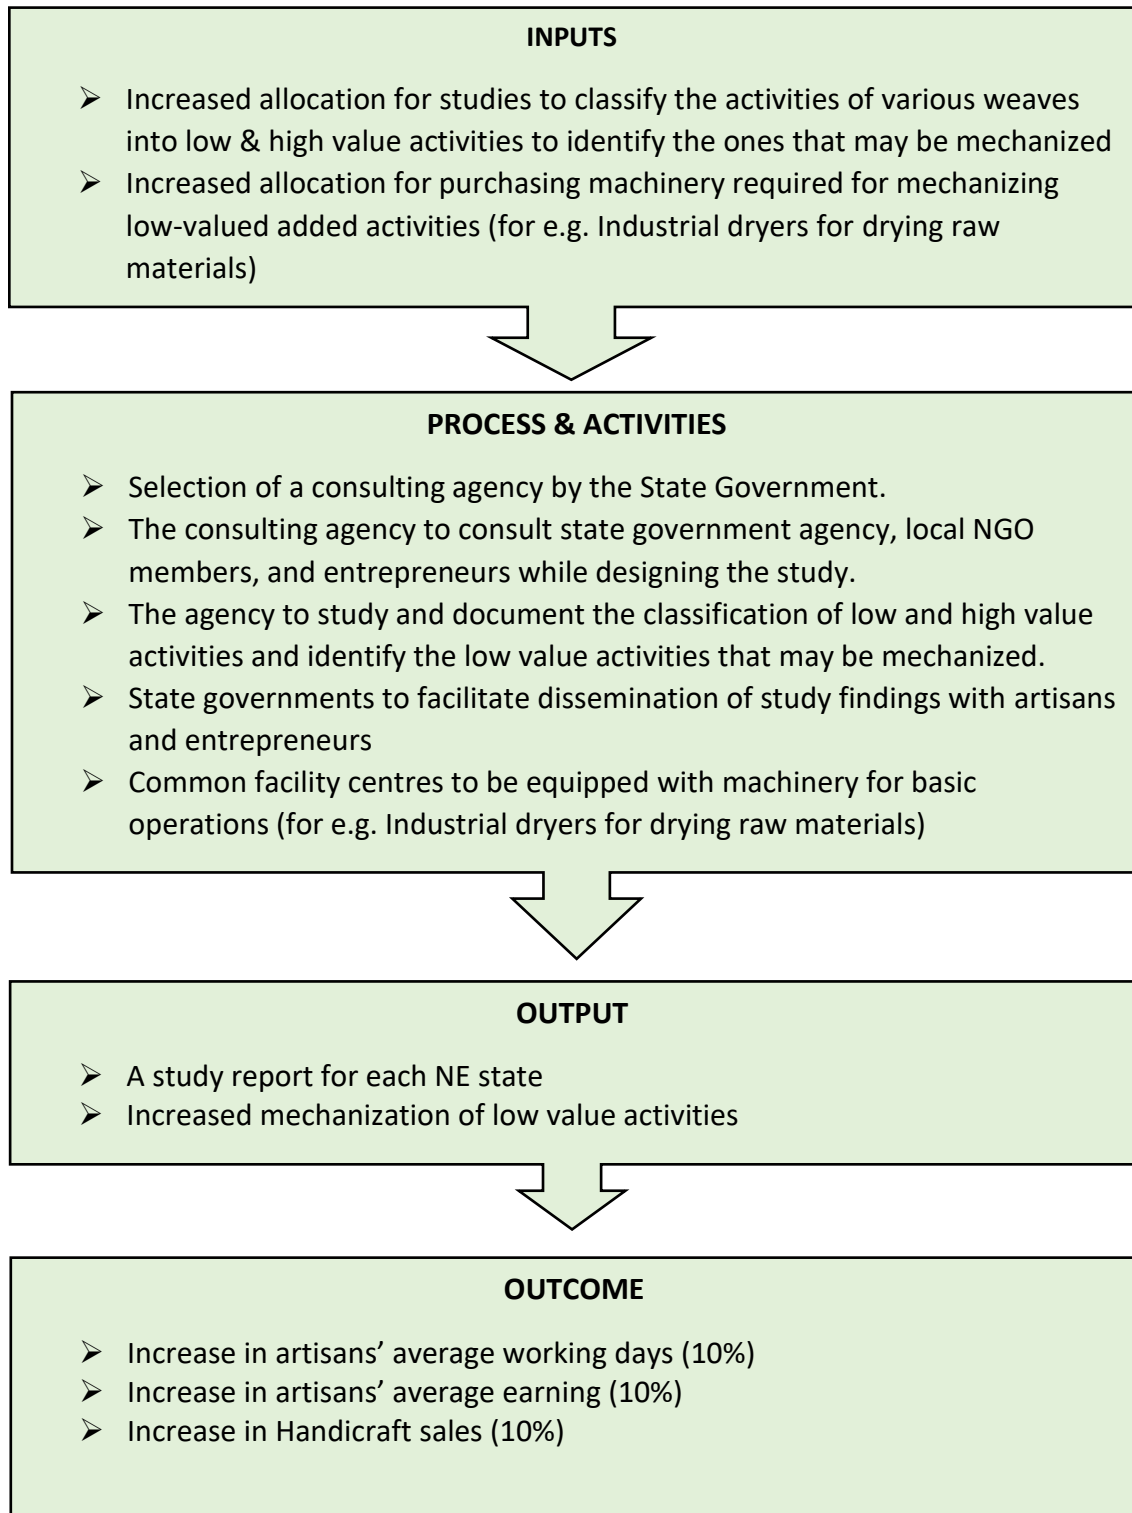 INPUTS
➢ Increased allocation for studies to classify the activities of various weaves
into low & high value activities to identify the ones that may be mechanized
➢ Increased allocation for purchasing machinery required for mechanizing
low-valued added activities (for e.g. Industrial dryers for drying raw
materials)
PROCESS & ACTIVITIES
➢ Selection of a consulting agency by the State Government.
➢ The consulting agency to consult state government agency, local NGO
members, and entrepreneurs while designing the study.
➢ The agency to study and document the classification of low and high value
activities and identify the low value activities that may be mechanized.
➢ State governments to facilitate dissemination of study findings with artisans
and entrepreneurs
➢ Common facility centres to be equipped with machinery for basic
operations (for e.g. Industrial dryers for drying raw materials)
OUTPUT
➢ A study report for each NE state
➢ Increased mechanization of low value activities
OUTCOME
➢ Increase in artisans’ average working days (10%)
➢ Increase in artisans’ average earning (10%)
➢ Increase in Handicraft sales (10%)